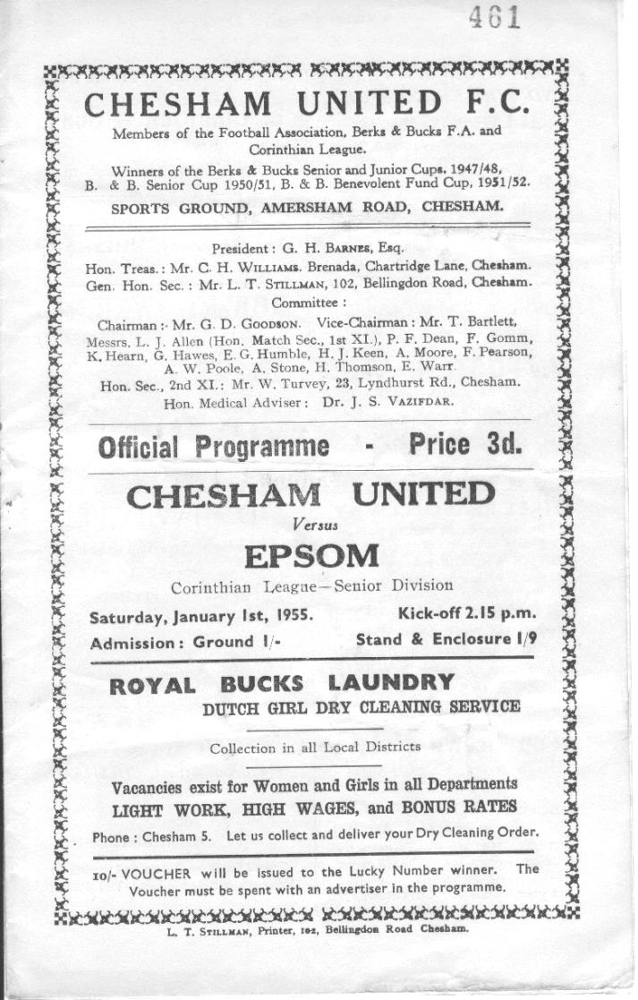 461
CHESHAM UNITED F.C.
Members of the Football Association, Berks & Bucks F.A. and
Corinthian League.
Winners of the Berks & Bucks Senior and Junior Cups, 1947/48,
B. & B. Senior Cup 1950/51, B. & B. Benevolent Fund Cup, 1951/52.
SPORTS GROUND, AMERSHAM ROAD, CHESHAM.
President : G. H. BARNES, Esq.
Hon. Treas. : Mr. C. H. WILLIAMS. Brenada, Chartridge Lane, Chesham.
Gen. Hon. Sec. : Mr. L. T. STILLMAN, 102, Bellingdon Road, Chesham.
Committee :
Chairman :- Mr. G. D. GOODSON. Vice-Chairman : Mr. T. Bartlett,
Messrs. L. J. Allen (Hon. Match Sec., 1st XI.), P. F. Dean, F. Gomm,
K. Hearn, G. Hawes, E. G. Humble, H. J. Keen, A. Moore, F. Pearson,
A. W. Poole, A. Stone, H. Thomson, E. Warr.
Hon. Sec., 2nd XI.: Mr. W. Turvey, 23, Lyndhurst Rd., Chesham.
Hon. Medical Adviser : Dr. J. S. VAZIFDAR.
Official Programme - Price 3d.
CHESHAM UNITED
Versus
EPSOM
Corinthian League—Senior Division
Saturday, January 1st, 1955. Kick-off 2.15 p.m.
Admission : Ground 1/- Stand & Enclosure 1/9
ROYAL BUCKS LAUNDRY
DUTCH GIRL DRY CLEANING SERVICE
Collection in all Local Districts
Vacancies exist for Women and Girls in all Departments
LIGHT WORK, HIGH WAGES, and BONUS RATES
Phone : Chesham 5. Let us collect and deliver your Dry Cleaning Order.
10/- VOUCHER will be issued to the Lucky Number winner. The
Voucher must be spent with an advertiser in the programme.
L. T. STILLMAN, Printer, 102, Bellingdon Road Chesham.